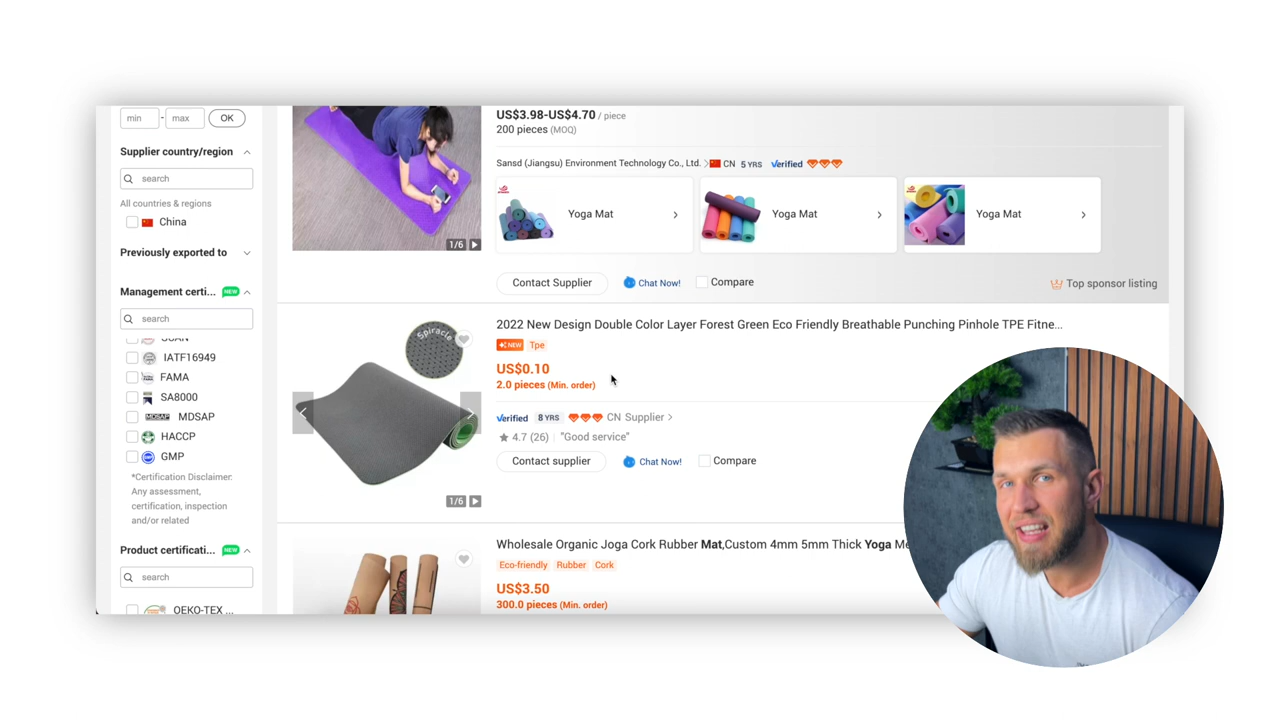 min - max OK
Supplier country/region
search
All countries & regions
China
Previously exported to
Management certi... NEW
search
IATF16949
FAMA
SA8000
MDSAP MDSAP
HACCP
GMP
*Certification Disclaimer:
Any assessment,
certification, inspection
and/or related
Product certificati... NEW
search
OEKO-TEX ...
1/6
US$3.98-US$4.70 / piece
200 pieces (MOQ)
Sansd (Jiangsu) Environment Technology Co., Ltd. CN 5 YRS Verified
Yoga Mat
Yoga Mat
Yoga Mat
Contact Supplier Chat Now! Compare Top sponsor listing
Spiracle
1/6
2022 New Design Double Color Layer Forest Green Eco Friendly Breathable Punching Pinhole TPE Fitne...
NEW Tpe
US$0.10
2.0 pieces (Min. order)
Verified 8 YRS CN Supplier
4.7 (26) "Good service"
Contact supplier Chat Now! Compare
Wholesale Organic Joga Cork Rubber Mat,Custom 4mm 5mm Thick Yoga
Eco-friendly Rubber Cork
US$3.50
300.0 pieces (Min. order)